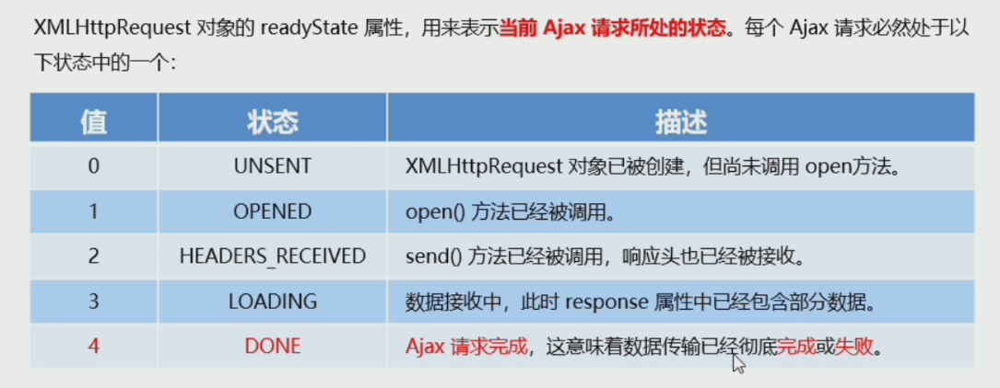 XMLHttpRequest 对象的 readyState 属性，用来表示当前 Ajax 请求所处的状态。每个 Ajax 请求必然处于以
下状态中的一个：
值 状态 描述
0 UNSENT XMLHttpRequest 对象已被创建，但尚未调用 open方法。
1 OPENED open() 方法已经被调用。
2 HEADERS_RECEIVED send() 方法已经被调用，响应头也已经被接收。
3 LOADING 数据接收中，此时 response 属性中已经包含部分数据。
4 DONE Ajax 请求完成，这意味着数据传输已经彻底完成或失败。